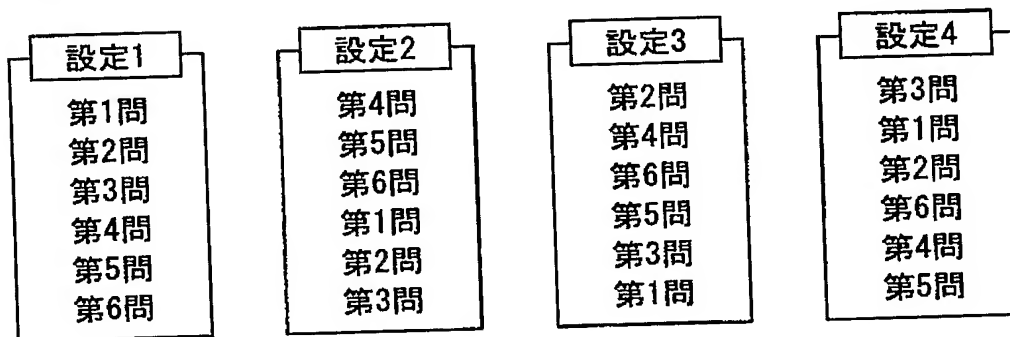 設定1
第1問
第2問
第3問
第4問
第5問
第6問
設定2
第4問
第5問
第6問
第1問
第2問
第3問
設定3
第2問
第4問
第6問
第5問
第3問
第1問
設定4
第3問
第1問
第2問
第6問
第4問
第5問